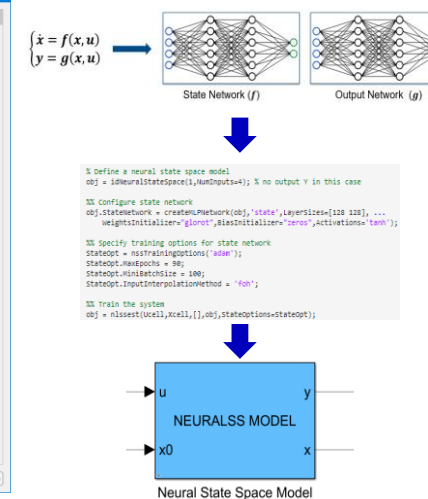 ẋ = f(x, u)
y = g(x, u)
State Network (f)
Output Network (g)
% Define a neural state space model
obj = idNeuralStateSpace(1,NumInputs=4); % no output Y in this case
%% Configure state network
obj.StateNetwork = createMLPNetwork(obj,'state',LayerSizes=[128 128], ...
WeightsInitializer="glorot",BiasInitializer="zeros",Activations='tanh');
%% Specify training options for state network
StateOpt = nssTrainingOptions('adam');
StateOpt.MaxEpochs = 90;
StateOpt.MiniBatchSize = 100;
StateOpt.InputInterpolationMethod = 'foh';
%% Train the system
obj = nlssest(Ucell,Xcell,[],obj,StateOptions=StateOpt);
u
y
NEURALSS MODEL
x0
x
Neural State Space Model